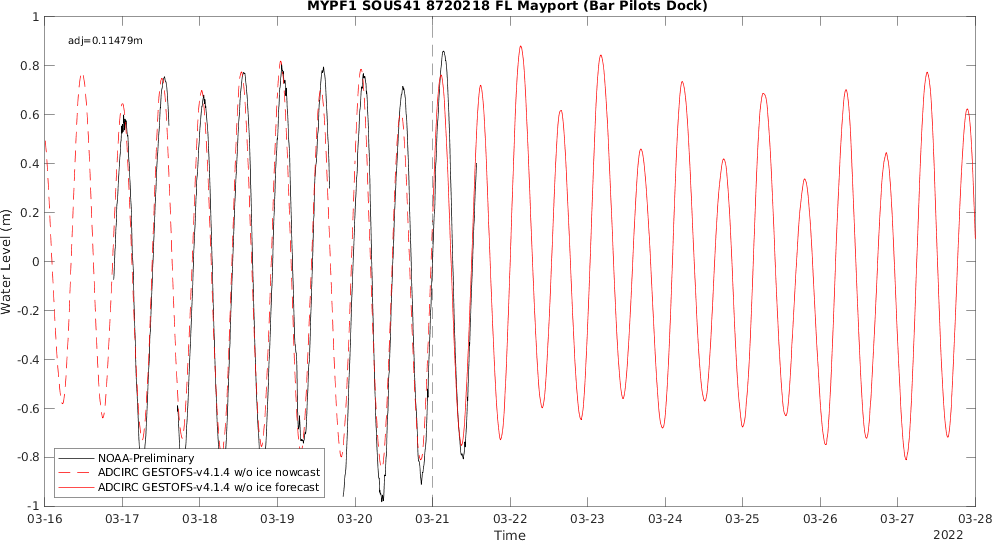 MYPF1 SOUS41 8720218 FL Mayport (Bar Pilots Dock)
adj=0.11479m
1
0.8
0.6
0.4
0.2
0
-0.2
-0.4
-0.6
-0.8
-1
Water Level (m)
NOAA-Preliminary
ADCIRC GESTOFS-v4.1.4 w/o ice nowcast
ADCIRC GESTOFS-v4.1.4 w/o ice forecast
03-16 03-17 03-18 03-19 03-20 03-21 03-22 03-23 03-24 03-25 03-26 03-27 03-28
Time
2022